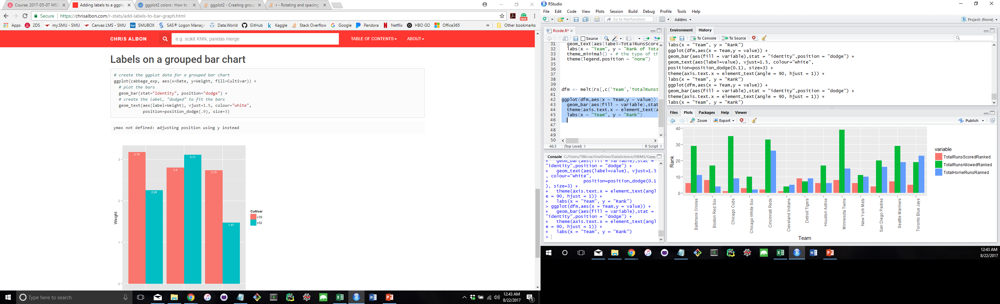 Course: 2017-05-07 MSD
Adding labels to a ggplo
ggplot2 colors : How to
ggplot2 - Creating group
r - Rotating and spacing
Secure
https://chrisalbon.com/r-stats/add-labels-to-bar-graph.html
NEW
Apps
2DS
my.SMU - SMU
Canvas LMS - SMU
SMUBOX
SAS® Logon Manage
Data.World
GitHub
Kaggle
Stack Overflow
Google
Pandora
Netflix
HBO GO
Office365
»
Other bookmarks
CHRIS ALBON
e.g. scikit KNN, pandas merge
TABLE OF CONTENTS
ABOUT
Labels on a grouped bar chart
# create the ggplot data for a grouped bar chart
ggplot(cabbage_exp, aes(x=Date, y=Weight, fill=Cultivar)) +
# plot the bars
geom_bar(stat="identity", position="dodge") +
# create the label, "dodged" to fit the bars
geom_text(aes(label=Weight), vjust=1.5, colour="white",
position=position_dodge(.9), size=3)
ymax not defined: adjusting position using y instead
3.18
2.26
2.8
3.11
2.74
1.47
3
2
1
0
Weight
Cultivar
c39
c52
Type here to search
12:43 AM
8/22/2017
1
RStudio
File Edit Code View Plots Session Build Debug Profile Tools Help
Go to file/function
Addins
Project: (None)
Rcode.R*
Source
31 geom_text(aes(label=TotalRunsScore
32 labs(x = "Team", y = "Rank of Tota
33 theme_minimal() + # the type of th
34 theme(legend.position = "none")
35
36
37
38
39
40 dfm <- melt(rs[,c('Team','TotalRunsS
41
42 ggplot(dfm,aes(x = Team,y = value))
43 geom_bar(aes(fill = variable),stat
44 theme(axis.text.x = element_text(a
45 labs(x = "Team", y = "Rank")
46
47
48
49
50
46:3
(Top Level)
R Script
Console C:/Users/TMccw/OneDrive/DataScience/DBMS/Gr
+ geom_bar(aes(fill = variable),stat =
"identity",position = "dodge") +
+ geom_text(aes(label=value), vjust=1.5
, colour="white",
+ position=position_dodge(0.1
), size=3) +
+ theme(axis.text.x = element_text(angl
e = 90, hjust = 1)) +
+ labs(x = "Team", y = "Rank")
> ggplot(dfm,aes(x = Team,y = value)) +
+ geom_bar(aes(fill = variable),stat =
"identity",position = "dodge") +
+ theme(axis.text.x = element_text(angl
e = 90, hjust = 1)) +
+ labs(x = "Team", y = "Rank")
>
Environment History
To Console
To Source
labs(x = "Team", y = "Rank")
ggplot(dfm,aes(x = Team,y = value)) +
geom_bar(aes(fill = variable),stat = "identity",position = "dodge") +
geom_text(aes(label=value), vjust=1.5, colour="white",
position=position_dodge(0.1), size=3) +
theme(axis.text.x = element_text(angle = 90, hjust = 1)) +
labs(x = "Team", y = "Rank")
ggplot(dfm,aes(x = Team,y = value)) +
geom_bar(aes(fill = variable),stat = "identity",position = "dodge") +
theme(axis.text.x = element_text(angle = 90, hjust = 1)) +
labs(x = "Team", y = "Rank")
Files Plots Packages Help Viewer
Zoom
Export
Publish
40
30
20
10
0
Rank
Baltimore Orioles
Boston Red Sox
Chicago Cubs
Chicago White Sox
Cincinnati Reds
Cleveland Indians
Detroit Tigers
Houston Astros
Minnesota Twins
New York Mets
San Diego Padres
Seattle Mariners
Toronto Blue Jays
Team
variable
TotalRunsScoredRanked
TotalRunsAllowedRanked
TotalHomeRunsRanked
12:43 AM
8/22/2017